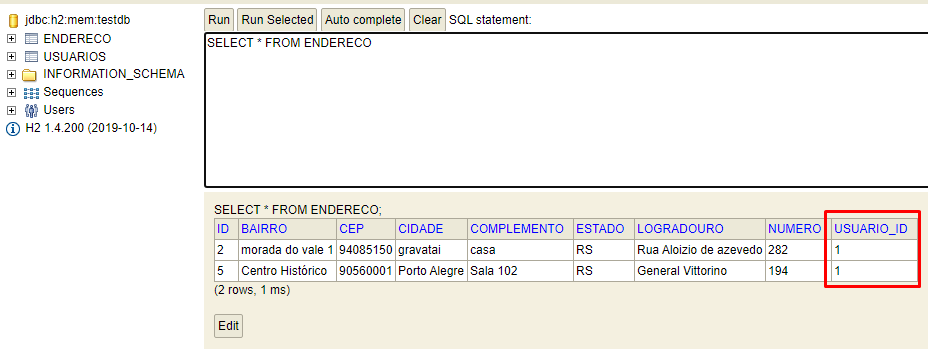 jdbc:h2:mem:testdb
ENDERECO
USUARIOS
INFORMATION_SCHEMA
Sequences
Users
H2 1.4.200 (2019-10-14)
Run Run Selected Auto complete Clear SQL statement:
SELECT * FROM ENDERECO
SELECT * FROM ENDERECO;
ID BAIRRO CEP CIDADE COMPLEMENTO ESTADO LOGRADOURO NUMERO USUARIO_ID
2 morada do vale 1 94085150 gravatai casa RS Rua Aloizio de azevedo 282 1
5 Centro Histórico 90560001 Porto Alegre Sala 102 RS General Vittorino 194 1
(2 rows, 1 ms)
Edit